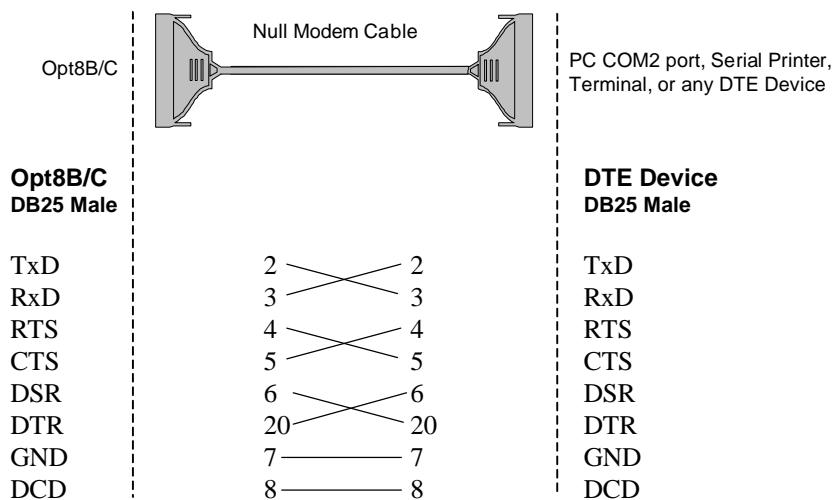 Null Modem Cable
Opt8B/C
PC COM2 port, Serial Printer,
Terminal, or any DTE Device
Opt8B/C
DB25 Male
DTE Device
DB25 Male
TxD 2 2 TxD
RxD 3 3 RxD
RTS 4 4 RTS
CTS 5 5 CTS
DSR 6 6 DSR
DTR 20 20 DTR
GND 7 7 GND
DCD 8 8 DCD